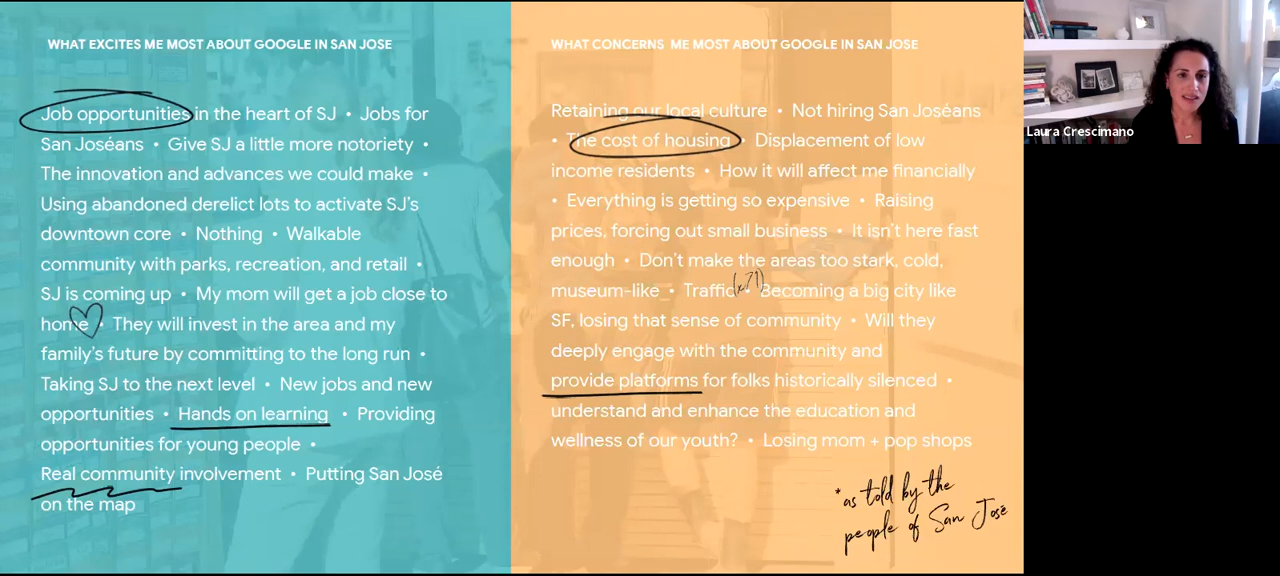 WHAT EXCITES ME MOST ABOUT GOOGLE IN SAN JOSE
Job opportunities in the heart of SJ • Jobs for
San Joséans • Give SJ a little more notoriety •
The innovation and advances we could make •
Using abandoned derelict lots to activate SJ's
downtown core • Nothing • Walkable
community with parks, recreation, and retail •
SJ is coming up • My mom will get a job close to
home • They will invest in the area and my
family's future by committing to the long run •
Taking SJ to the next level • New jobs and new
opportunities • Hands on learning • Providing
opportunities for young people •
Real community involvement • Putting San José
on the map
WHAT CONCERNS ME MOST ABOUT GOOGLE IN SAN JOSE
Retaining our local culture • Not hiring San Joséans
• The cost of housing • Displacement of low
income residents • How it will affect me financially
• Everything is getting so expensive • Raising
prices, forcing out small business • It isn't here fast
enough • Don't make the areas too stark, cold,
museum-like • Traffic (x71) • Becoming a big city like
SF, losing that sense of community • Will they
deeply engage with the community and
provide platforms for folks historically silenced •
understand and enhance the education and
wellness of our youth? • Losing mom + pop shops
*as told by the
people of San José
Laura Crescimano